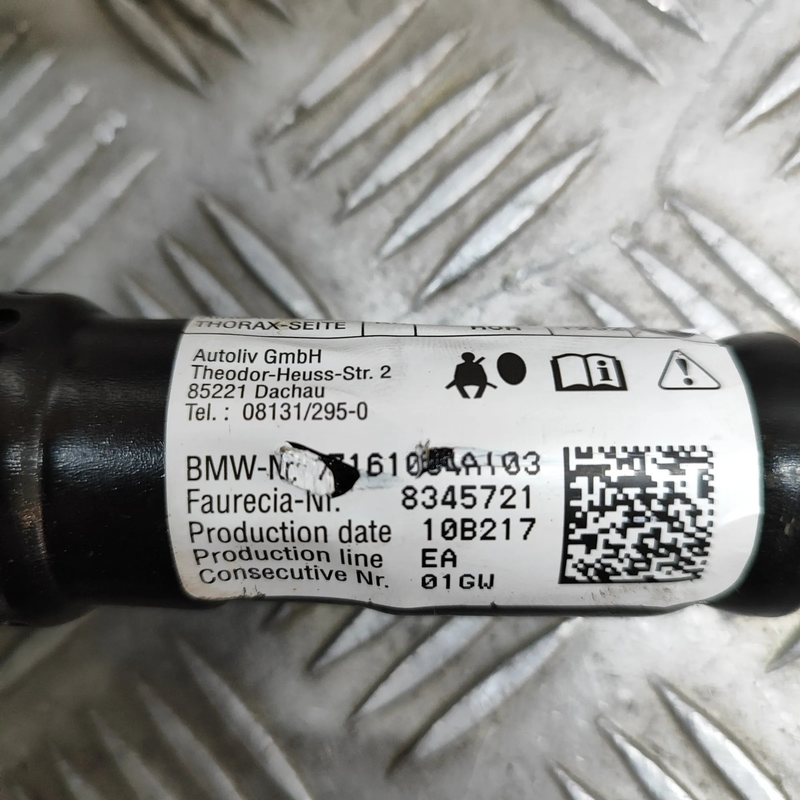 THORAX-SEITE
Autoliv GmbH
Theodor-Heuss-Str. 2
85221 Dachau
Tel. : 08131/295-0
BMW-Nr.
Faurecia-Nr. 8345721
Production date 10B217
Production line EA
Consecutive Nr. 01GW